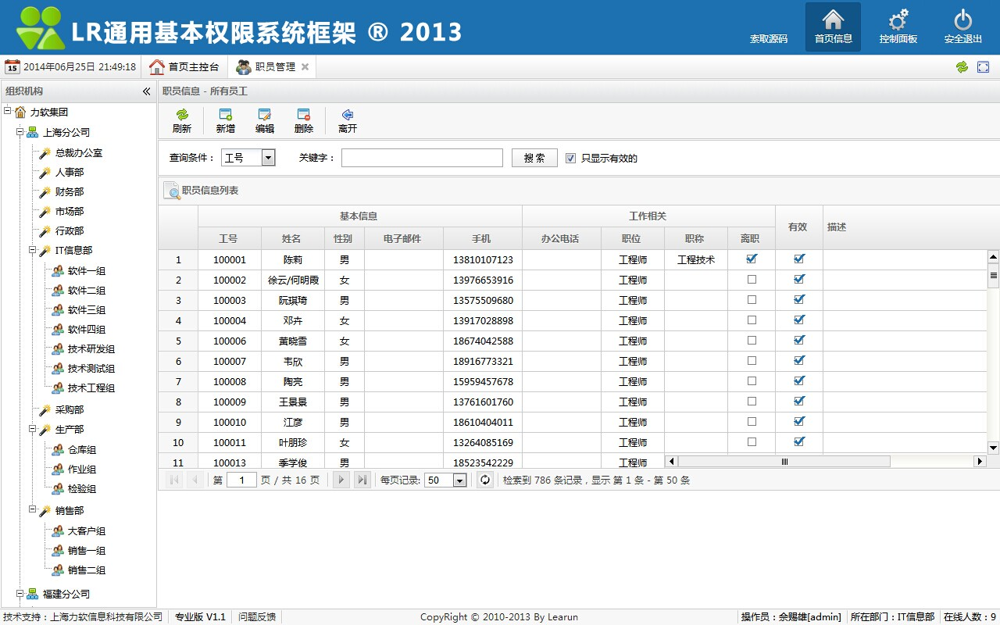 LR通用基本权限系统框架 ® 2013
索取源码 首页信息 控制面板 安全退出
15 2014年06月25日 21:49:18 首页主控台 职员管理
组织机构
力软集团
上海分公司
总裁办公室
人事部
财务部
市场部
行政部
IT信息部
软件一组
软件二组
软件三组
软件四组
技术研发组
技术测试组
技术工程组
采购部
生产部
仓库组
作业组
检验组
销售部
大客户组
销售一组
销售二组
福建分公司
职员信息 - 所有员工
刷新 新增 编辑 删除 离开
查询条件： 工号 关键字： 搜 索 只显示有效的
职员信息列表
基本信息 工作相关 有效 描述
工号 姓名 性别 电子邮件 手机 办公电话 职位 职称 离职
1 100001 陈莉 男 13810107123 工程师 工程技术
2 100002 徐云/何明霞 女 13976653916 工程师
3 100003 阮琪琦 男 13575509680 工程师
4 100004 邓卉 女 13917028898 工程师
5 100006 黄晓雪 女 18674042588 工程师
6 100007 韦欣 男 18916773321 工程师
7 100008 陶亮 男 15959457678 工程师
8 100009 王景景 男 13761601760 工程师
9 100010 江彦 男 18610404011 工程师
10 100011 叶朋珍 女 13264085169 工程师
11 100013 季学俊 男 18523542229 工程师
第 1 页 / 共 16 页 每页记录: 50 检索到 786 条记录，显示 第 1 条 - 第 50 条
技术支持：上海力软信息科技有限公司 专业版 V1.1 问题反馈 CopyRight © 2010-2013 By Learun 操作员：佘赐雄[admin] 所在部门：IT信息部 在线人数：9